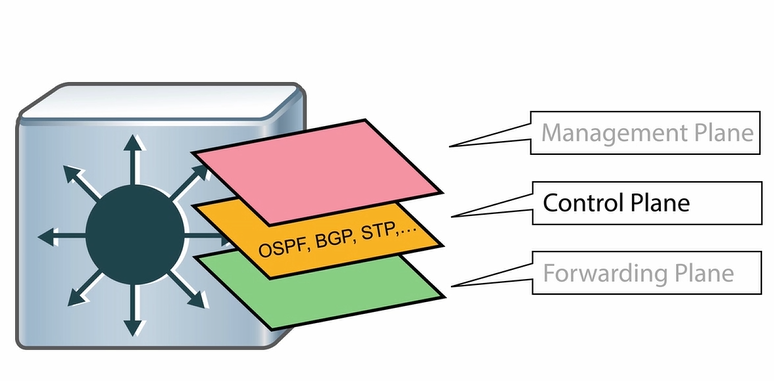 Management Plane
Control Plane
OSPF, BGP, STP,...
Forwarding Plane